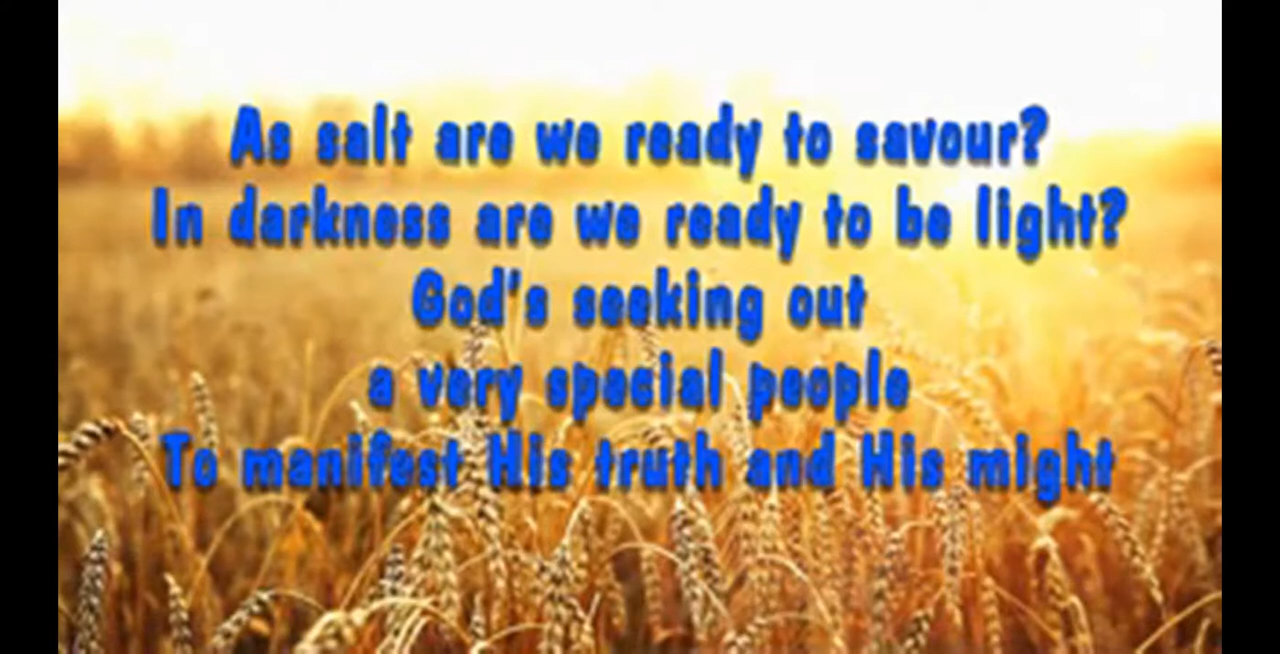 As salt are we ready to savour?
In darkness are we ready to be light?
God's seeking out
a very special people
To manifest His truth and His might